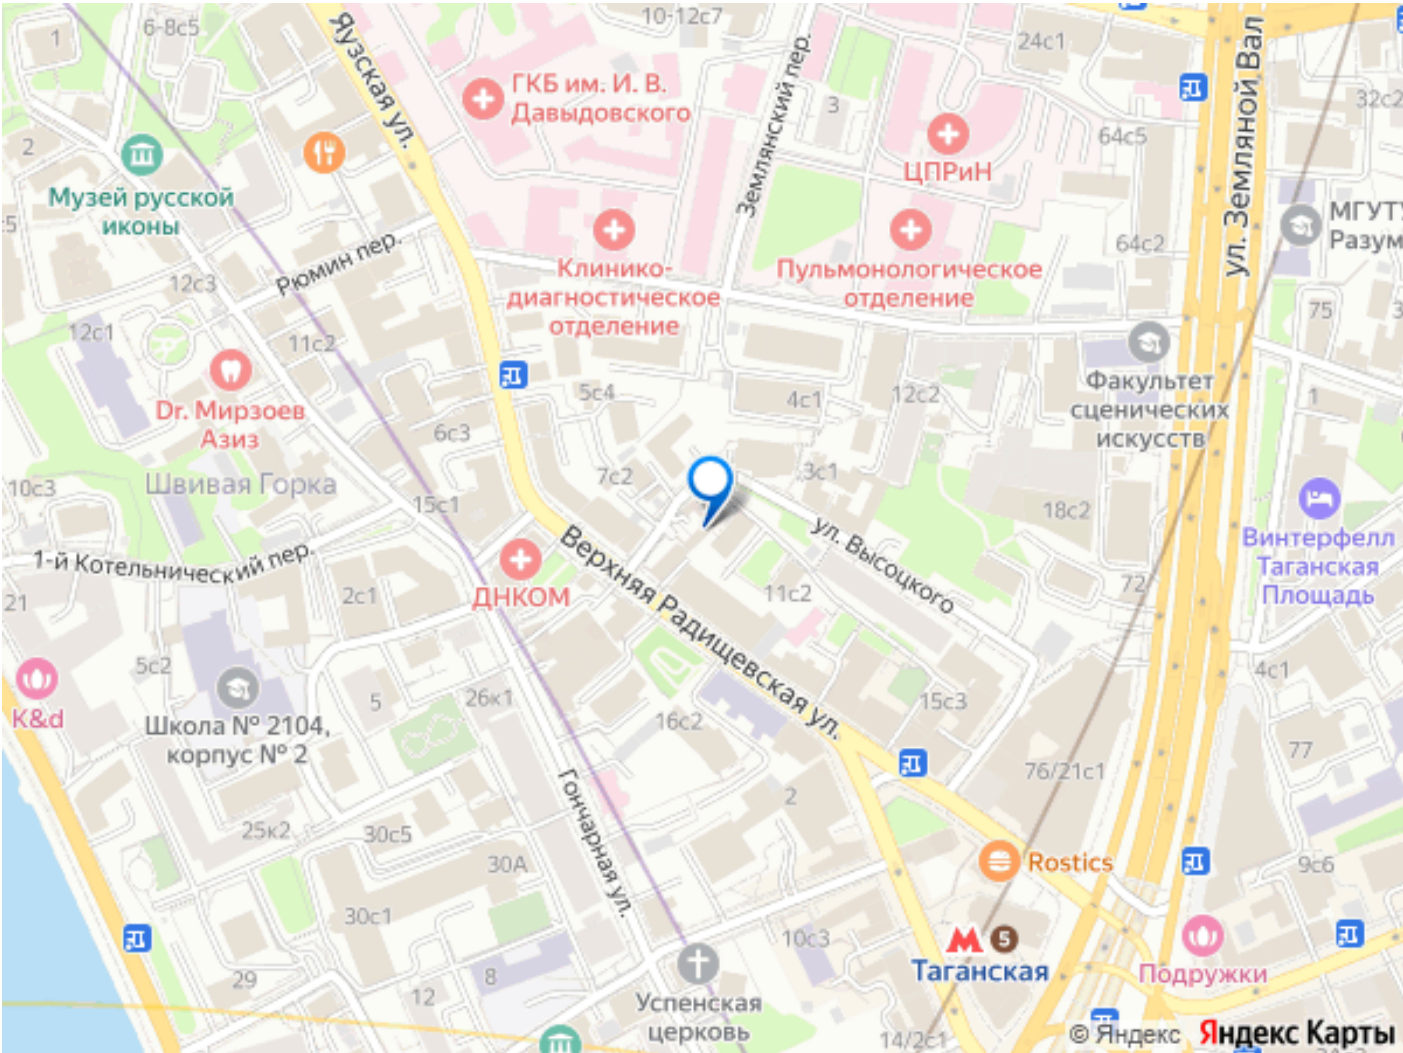 6-8с5
10-12с7
1
Яузская ул.
24с1
ул. Земляной Вал
ГКБ им. И. В.
Давыдовского
Землянский пер.
3
32с2
64с5
2
ЦПРиН
Музей русской
иконы
МГУТУ
Разум
Рюмин пер.
64с2
Клинико-
диагностическое
отделение
Пульмонологическое
отделение
12с3
75
12с1
11с2
Dr. Мирзоев
Азиз
5с4
4с1
12с2
Факультет
сценических
искусств
1
6с3
7с2
3с1
10с3
Швивая Горка
15с1
18с2
ул. Высоцкого
Винтерфелл
Таганская
Площадь
1-й Котельнический пер.
Верхняя Радищевская ул.
ДНКОМ
72
11с2
21
2с1
5с2
4с1
K&d
Школа № 2104,
корпус № 2
5
26к1
16с2
15с3
77
76/21с1
Гончарная ул.
2
25к2
30с5
30А
Rostics
9с6
30с1
10с3
5
Таганская
Подружки
29
8
12
Успенская
церковь
14/2с1
© Яндекс Яндекс Карты